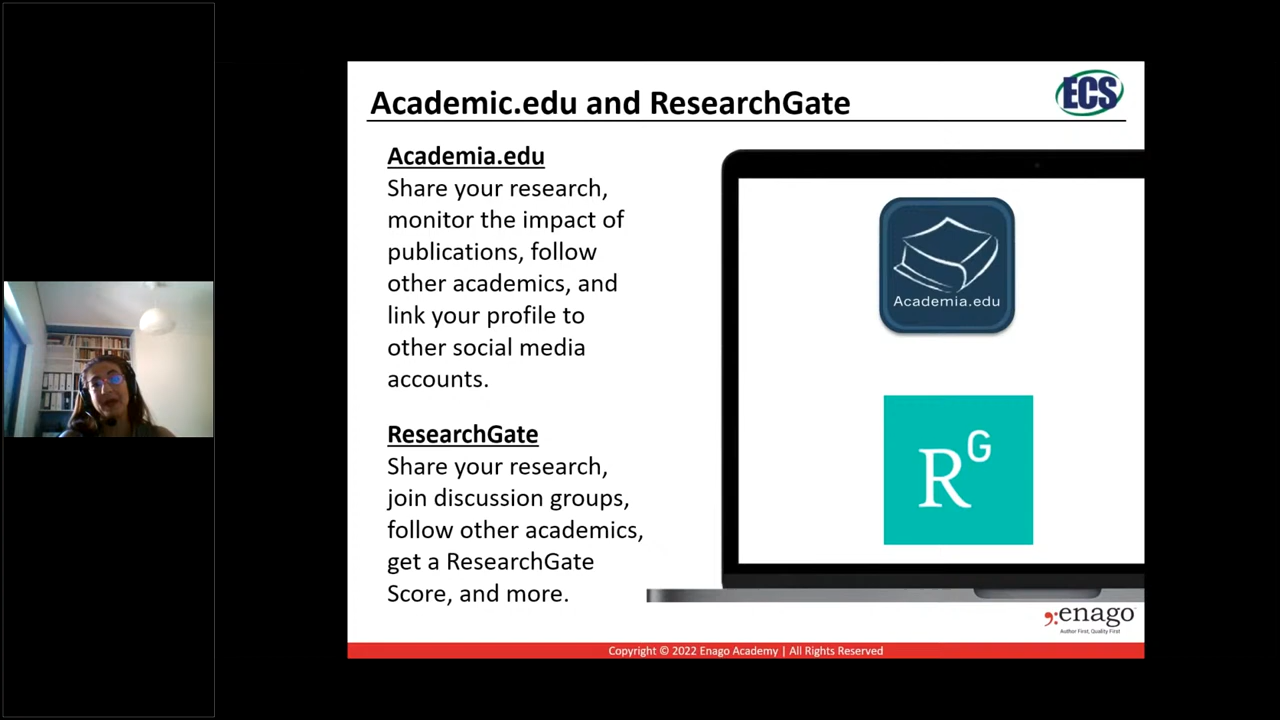 Academic.edu and ResearchGate
ECS
Academia.edu
Share your research,
monitor the impact of
publications, follow
other academics, and
link your profile to
other social media
accounts.
ResearchGate
Share your research,
join discussion groups,
follow other academics,
get a ResearchGate
Score, and more.
Academia.edu
RG
enago
Author First, Quality First
Copyright © 2022 Enago Academy | All Rights Reserved